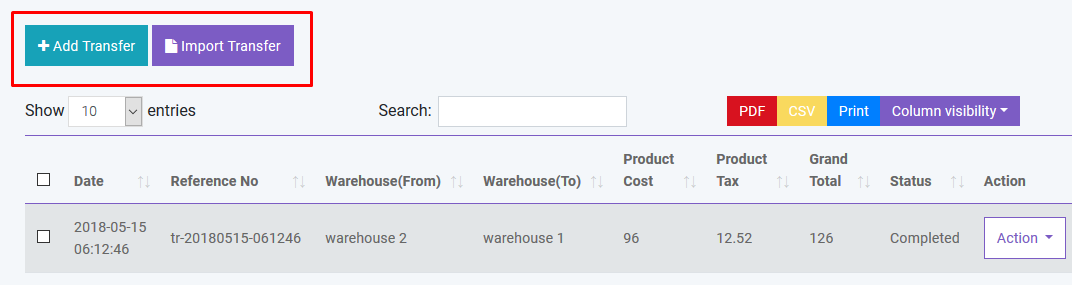 Add Transfer Import Transfer
Show 10 entries Search: PDF CSV Print Column visibility
Date Reference No Warehouse(From) Warehouse(To) Product Cost Product Tax Grand Total Status Action
2018-05-15 06:12:46 tr-20180515-061246 warehouse 2 warehouse 1 96 12.52 126 Completed Action